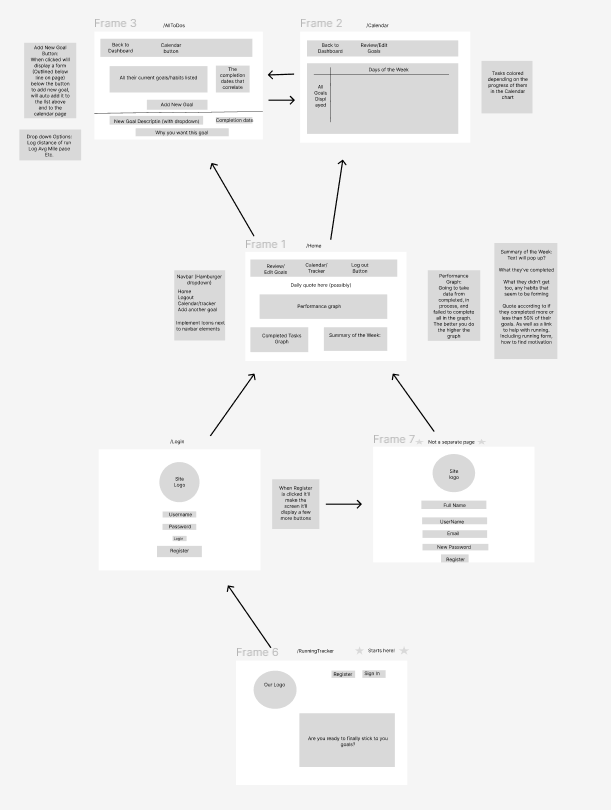 Frame 3
/AllToDos
Back to
Dashboard
Calendar
button
All their current goals/habits listed
The
completion
dates that
correlate
Add New Goal
New Goal Descriptin (with dropdown)
Completion date
Why you want this goal
Add New Goal
Button:
When clicked will
display a form
(Outlined below
line on page)
below the button
to add new goal,
will auto add it to
the list above
and to the
calendar page
Drop down Options:
Log distance of run
Log Avg Mile pace
Etc.
Frame 2
/Calendar
Back to
Dashboard
Review/Edit
Goals
Days of the Week
All
Goals
Displ
ayed
Tasks colored
depending on the
progress of them
in the Calendar
chart
Frame 1
/Home
Review/
Edit Goals
Calendar/
Tracker
Log out
Button
Daily quote here (possibly)
Performance graph
Completed Tasks
Graph
Summary of the Week:
Navbar (Hamburger
dropdown)
Home
Logout
Calendar/tracker
Add another goal
Implement Icons next
to navbar elements
Performance
Graph:
Going to take
data from
completed, in
process, and
failed to complete
all in the graph.
The better you do
the higher the
graph
Summary of the Week:
Text will pop up?
What they've completed
What they didn't get
too, any habits that
seem to be forming
Quote according to if
they completed more or
less than 50% of their
goals. As well as a link
to help with running,
including running form,
how to find motivation
/Login
Site
Logo
Username
Password
Login
Register
When Register
is clicked it'll
make the
screen it'll
display a few
more buttons
Frame 7
Not a separate page
Site
logo
Full Name
UserName
Email
New Password
Register
Frame 6
/RunningTracker
Starts here!
Our Logo
Register
Sign In
Are you ready to finally stick to you
goals?